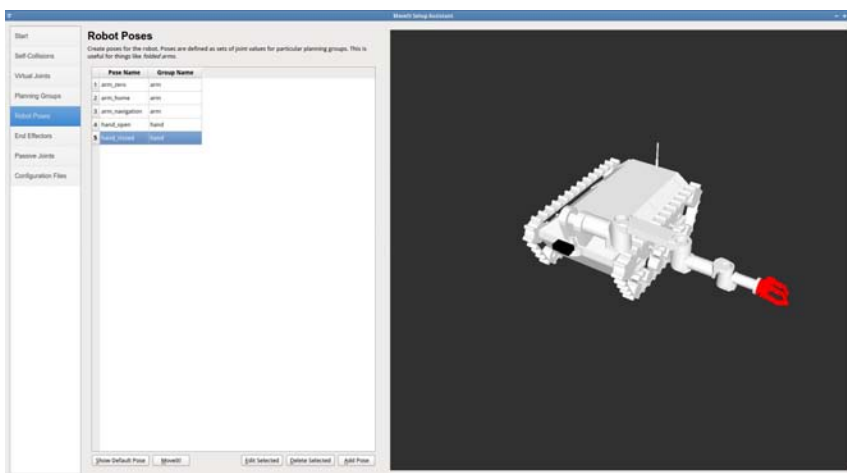 MoveIt Setup Assistant
Start
Self-Collisions
Virtual Joints
Planning Groups
Robot Poses
End Effectors
Passive Joints
Configuration Files
Robot Poses
Create poses for the robot. Poses are defined as sets of joint values for particular planning groups. This is
useful for things like folded arms.
Pose Name Group Name
1 arm_zero arm
2 arm_home arm
3 arm_navigation arm
4 hand_open hand
5 hand_closed hand
Show Default Pose MoveIt! Edit Selected Delete Selected Add Pose